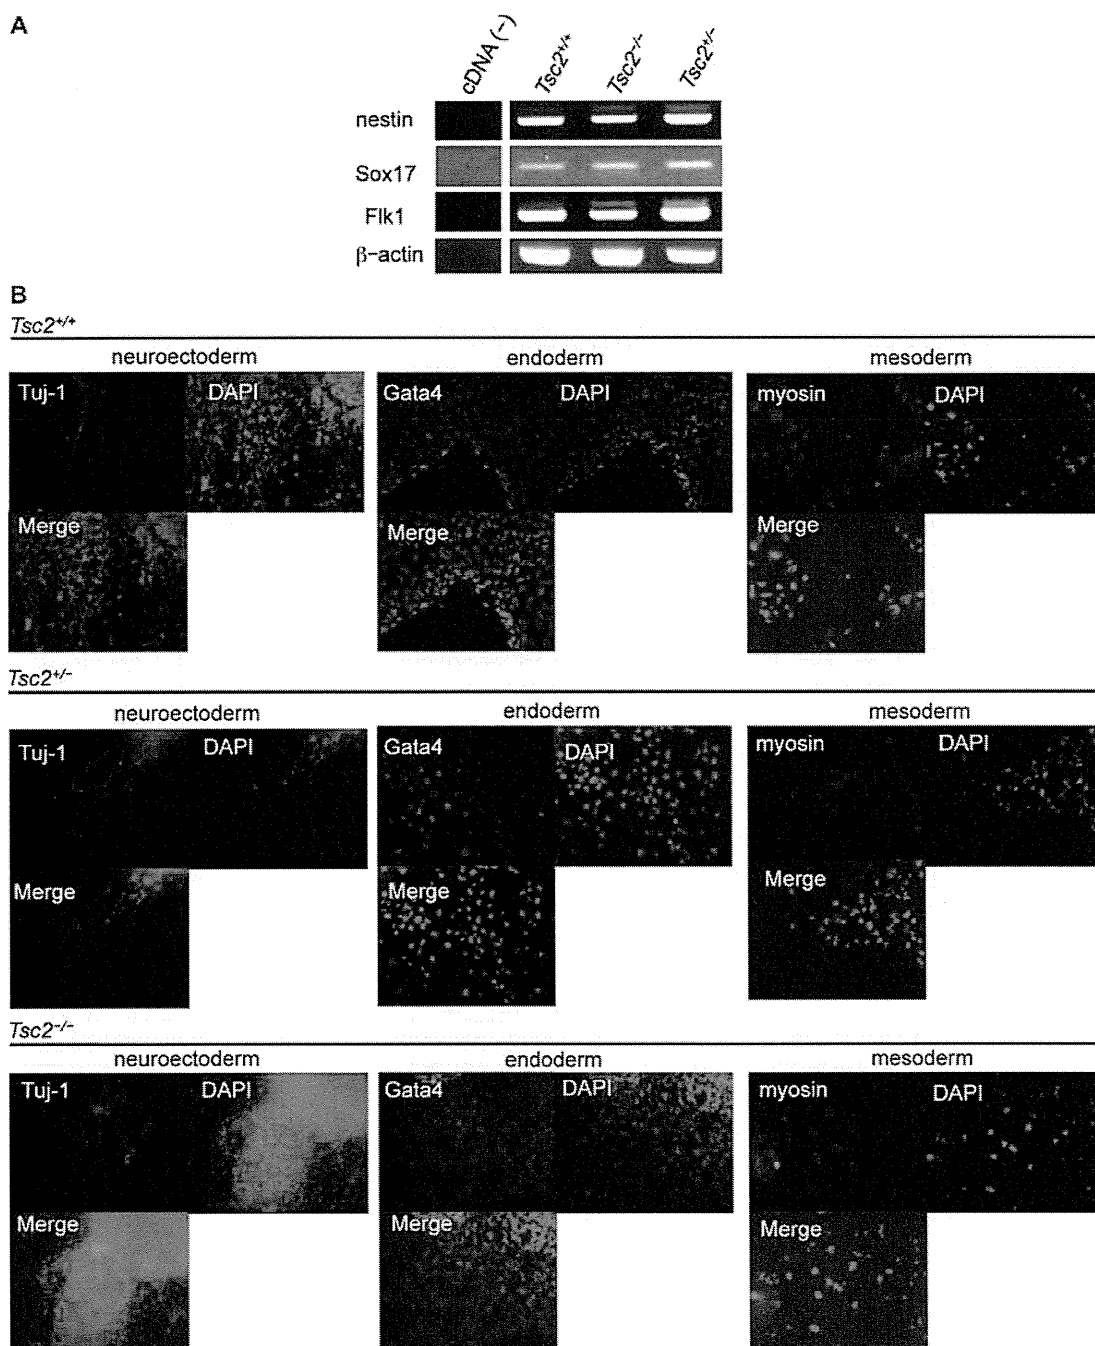 A
cDNA (-)
Tsc2+/+
Tsc2-/-
Tsc2+/-
nestin
Sox17
Flk1
β-actin
B
Tsc2+/+
neuroectoderm
endoderm
mesoderm
Tuj-1
DAPI
Gata4
DAPI
myosin
DAPI
Merge
Merge
Merge
Tsc2+/-
neuroectoderm
endoderm
mesoderm
Tuj-1
DAPI
Gata4
DAPI
myosin
DAPI
Merge
Merge
Merge
Tsc2-/-
neuroectoderm
endoderm
mesoderm
Tuj-1
DAPI
Gata4
DAPI
myosin
DAPI
Merge
Merge
Merge